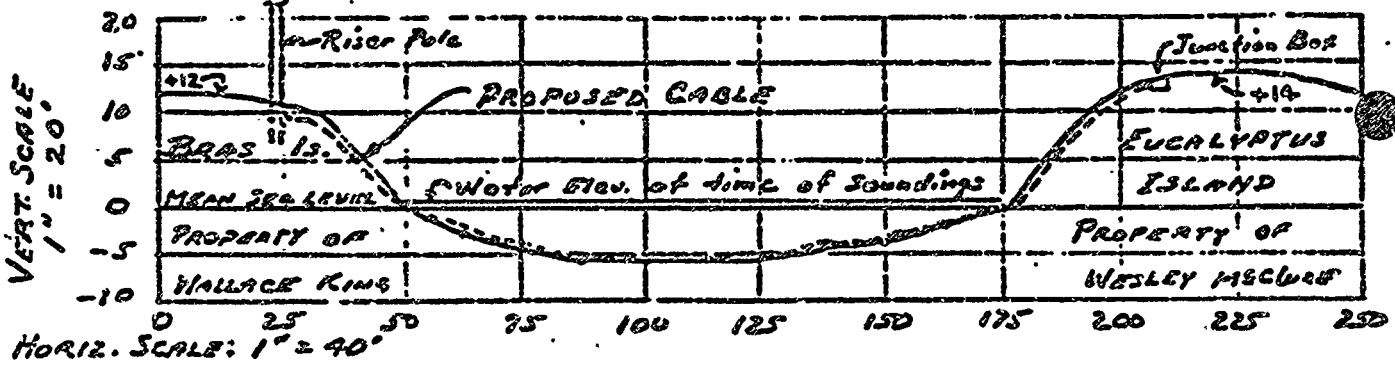 20
Riser Pole
Junction Box
15
+12
PROPOSED CABLE
+14
10
BRAS IS.
EUCALYPTUS
5
Water Elev. at time of Soundings
ISLAND
MEAN SEA LEVEL
0
PROPERTY OF
PROPERTY OF
-5
WALLACE KING
WESLEY MCCLURE
-10
VERT. SCALE
1" = 20'
0 25 50 75 100 125 150 175 200 225 250
HORIZ. SCALE: 1" = 40'